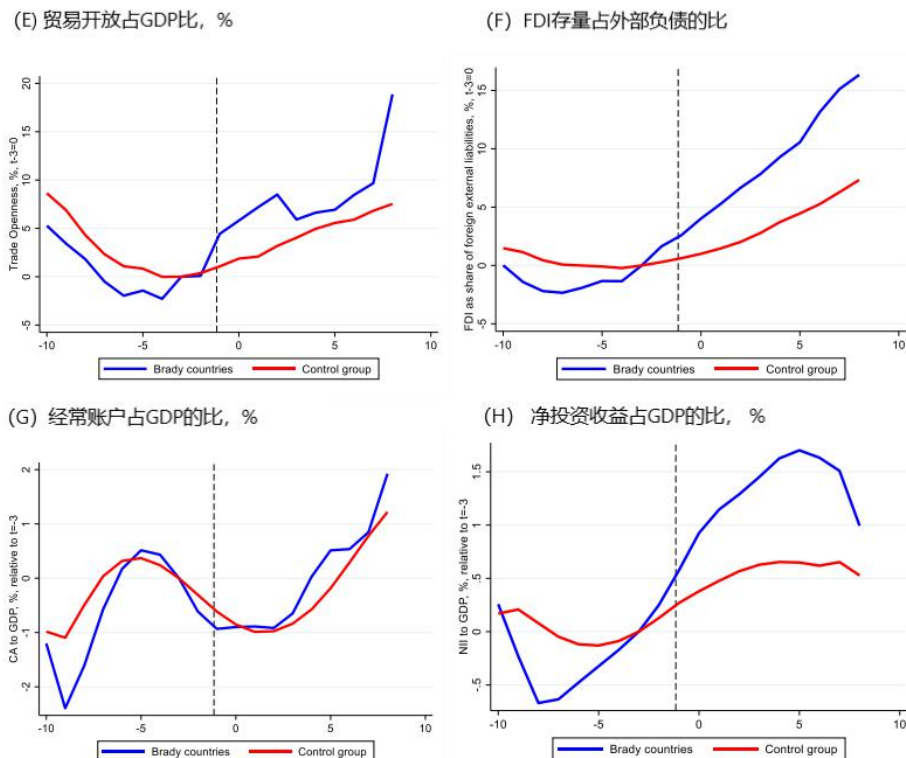 (E) 贸易开放占GDP比，%
Trade Openness, %, t-3=0
20
15
10
5
0
-5
-10
-5
0
5
10
Brady countries
Control group
(F) FDI存量占外部负债的比
FDI as share of foreign external liabilities, %, t-3=0
15
10
5
0
-5
-10
-5
0
5
10
Brady countries
Control group
(G) 经常账户占GDP的比，%
CA to GDP, %, relative to t=-3
2
1
0
-1
-2
-10
-5
0
5
10
Brady countries
Control group
(H) 净投资收益占GDP的比， %
NII to GDP, %, relative to t=-3
1.5
1
.5
0
-.5
-10
-5
0
5
10
Brady countries
Control group